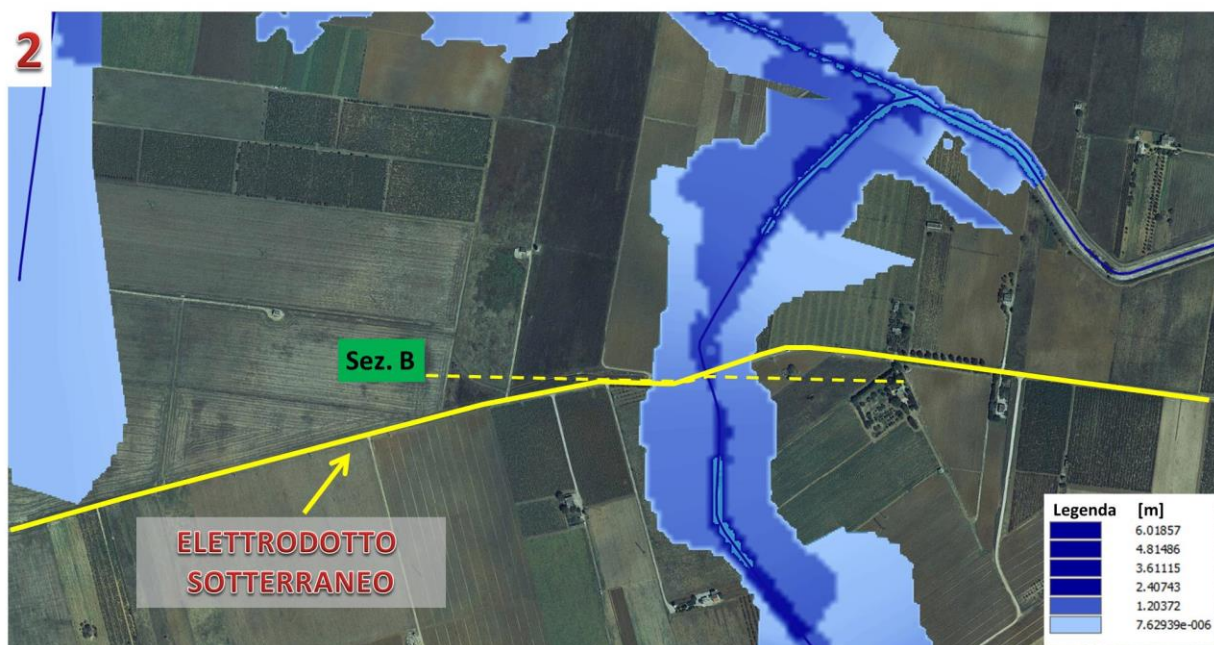 2
Sez. B
ELETTRODOTTO
SOTTERRANEO
Legenda [m]
6.01857
4.81486
3.61115
2.40743
1.20372
7.62939e-006